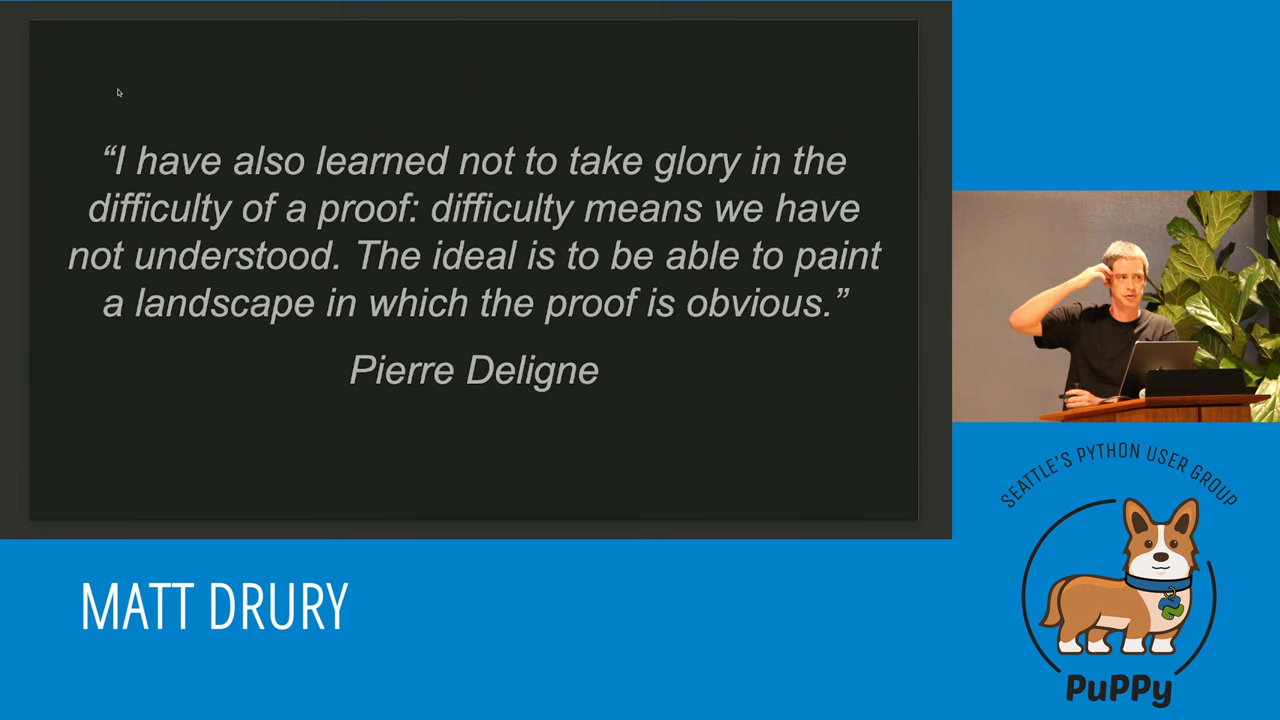 “I have also learned not to take glory in the
difficulty of a proof: difficulty means we have
not understood. The ideal is to be able to paint
a landscape in which the proof is obvious.”
Pierre Deligne
MATT DRURY
SEATTLE'S PYTHON USER GROUP
PuPPy